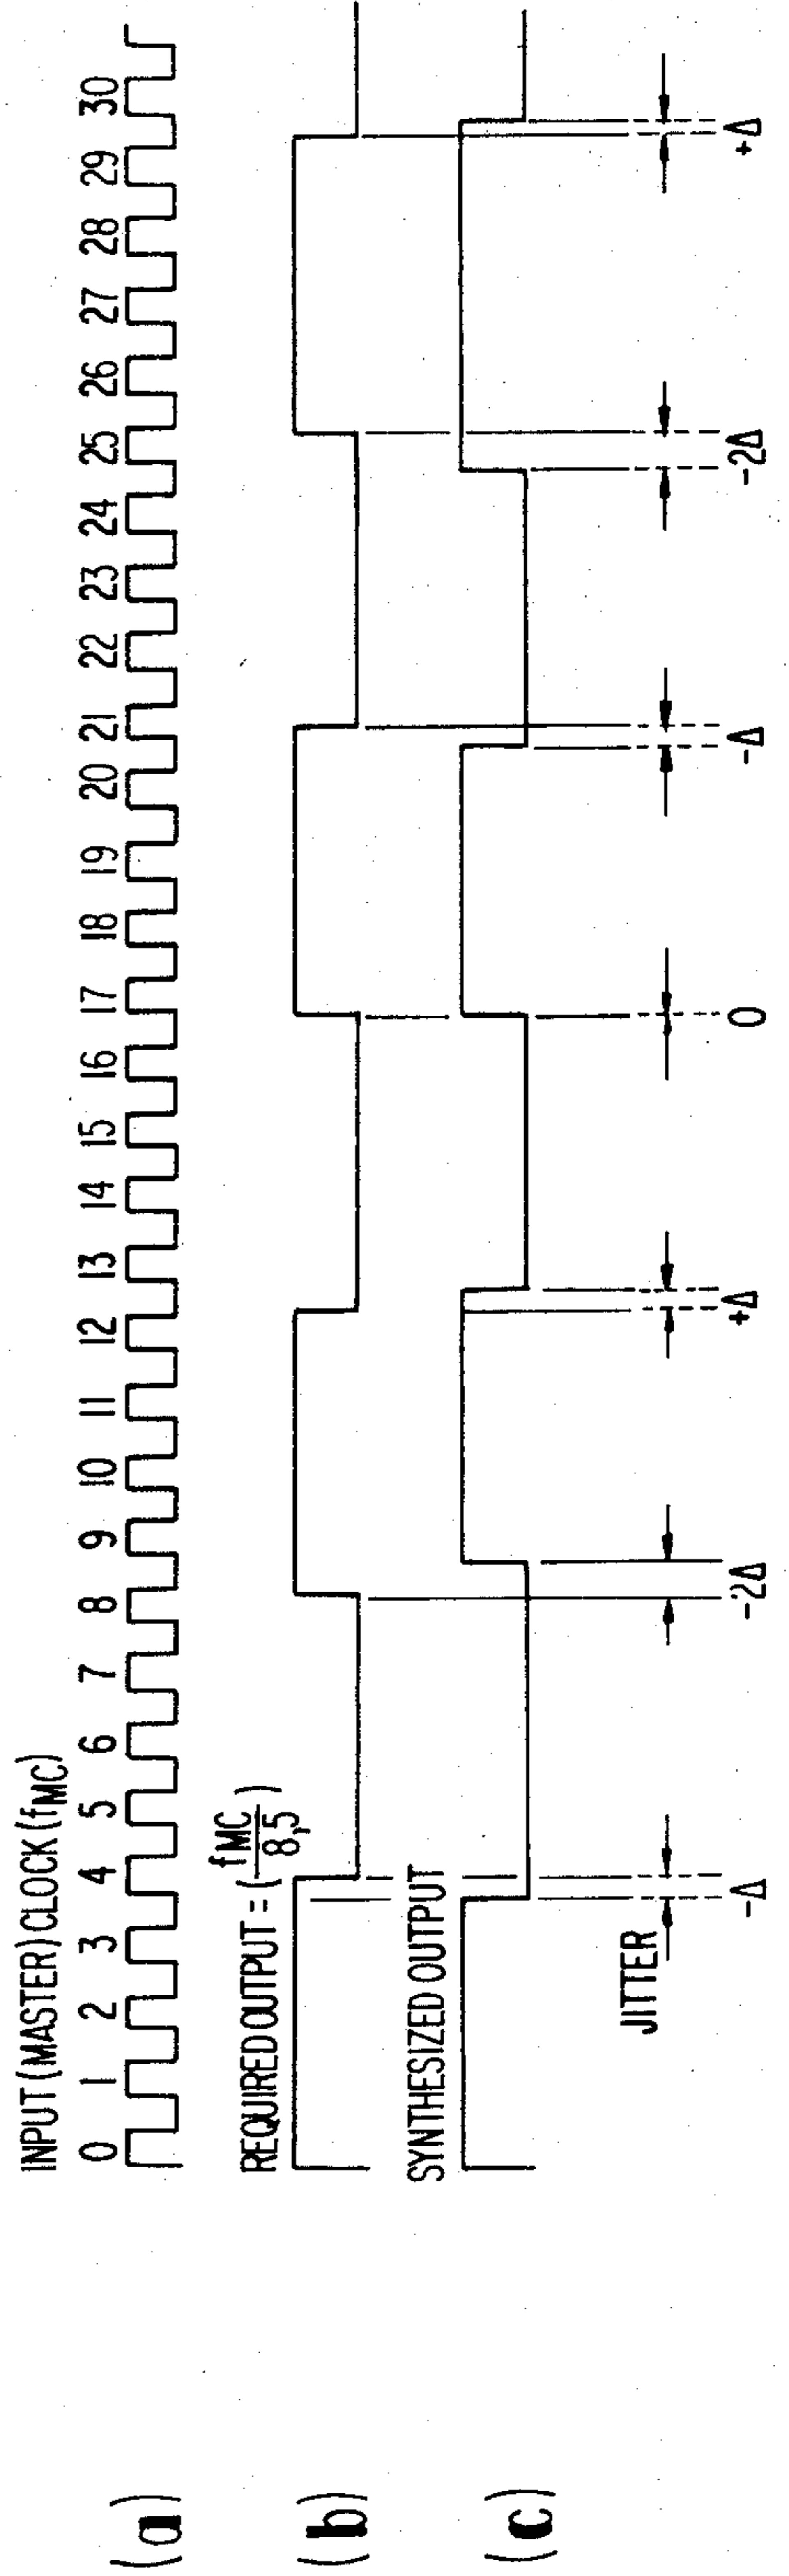 INPUT (MASTER) CLOCK (fMC)
0 1 2 3 4 5 6 7 8 9 10 11 12 13 14 15 16 17 18 19 20 21 22 23 24 25 26 27 28 29 30
(a)
REQUIRED OUTPUT = (fMC/8,5)
(b)
SYNTHESIZED OUTPUT
(c)
JITTER
-Δ -2Δ +Δ 0 -Δ -2Δ +Δ